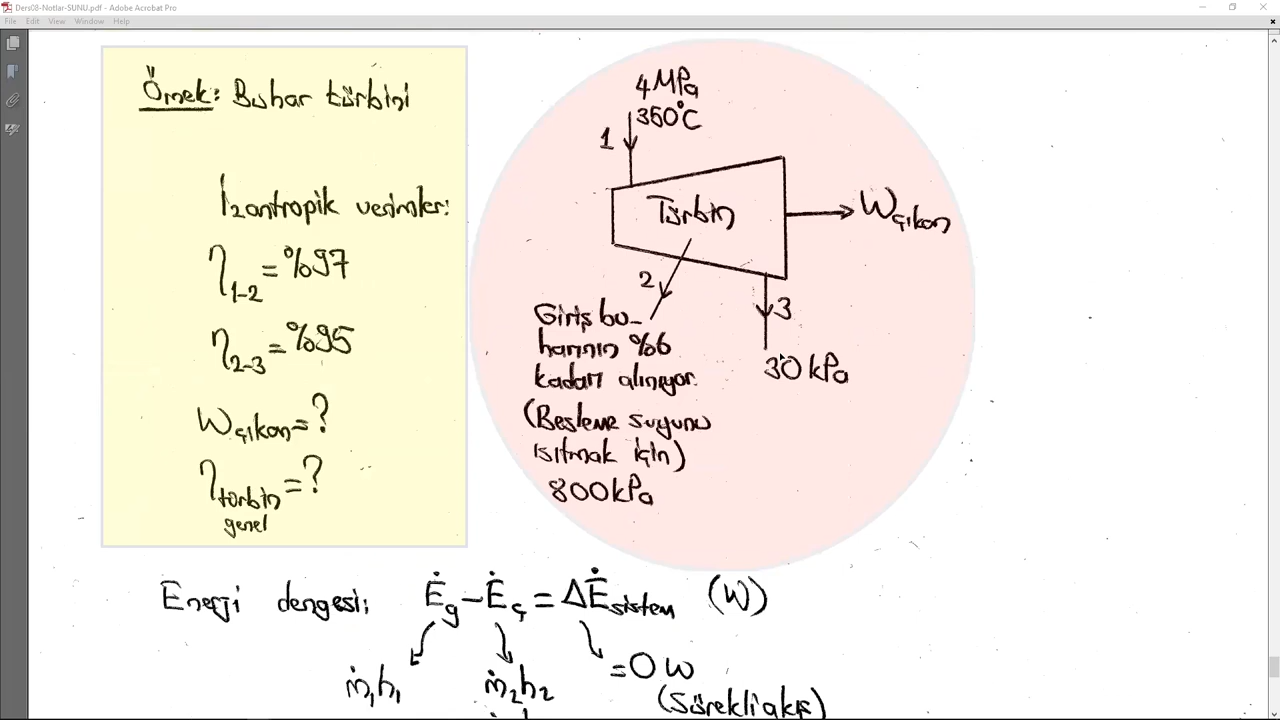 Ders08-Notlar-SUNU.pdf - Adobe Acrobat Pro
File Edit View Window Help
Örnek: Buhar türbini
İzantropik verimler:
η1-2 = %97
η2-3 = %95
Wçıkan = ?
ηtürbin genel = ?
4 MPa
350°C
1
Türbin
Wçıkan
2
3
Giriş bu-
harının %6
kadarı alınıyor.
(Besleme suyunu
ısıtmak için)
800 kPa
30 kPa
Enerji dengesi; Ėg - Ėç = ΔĖsistem (W)
ṁ1h1
ṁ2h2
= 0 W
(Sürekli akış)